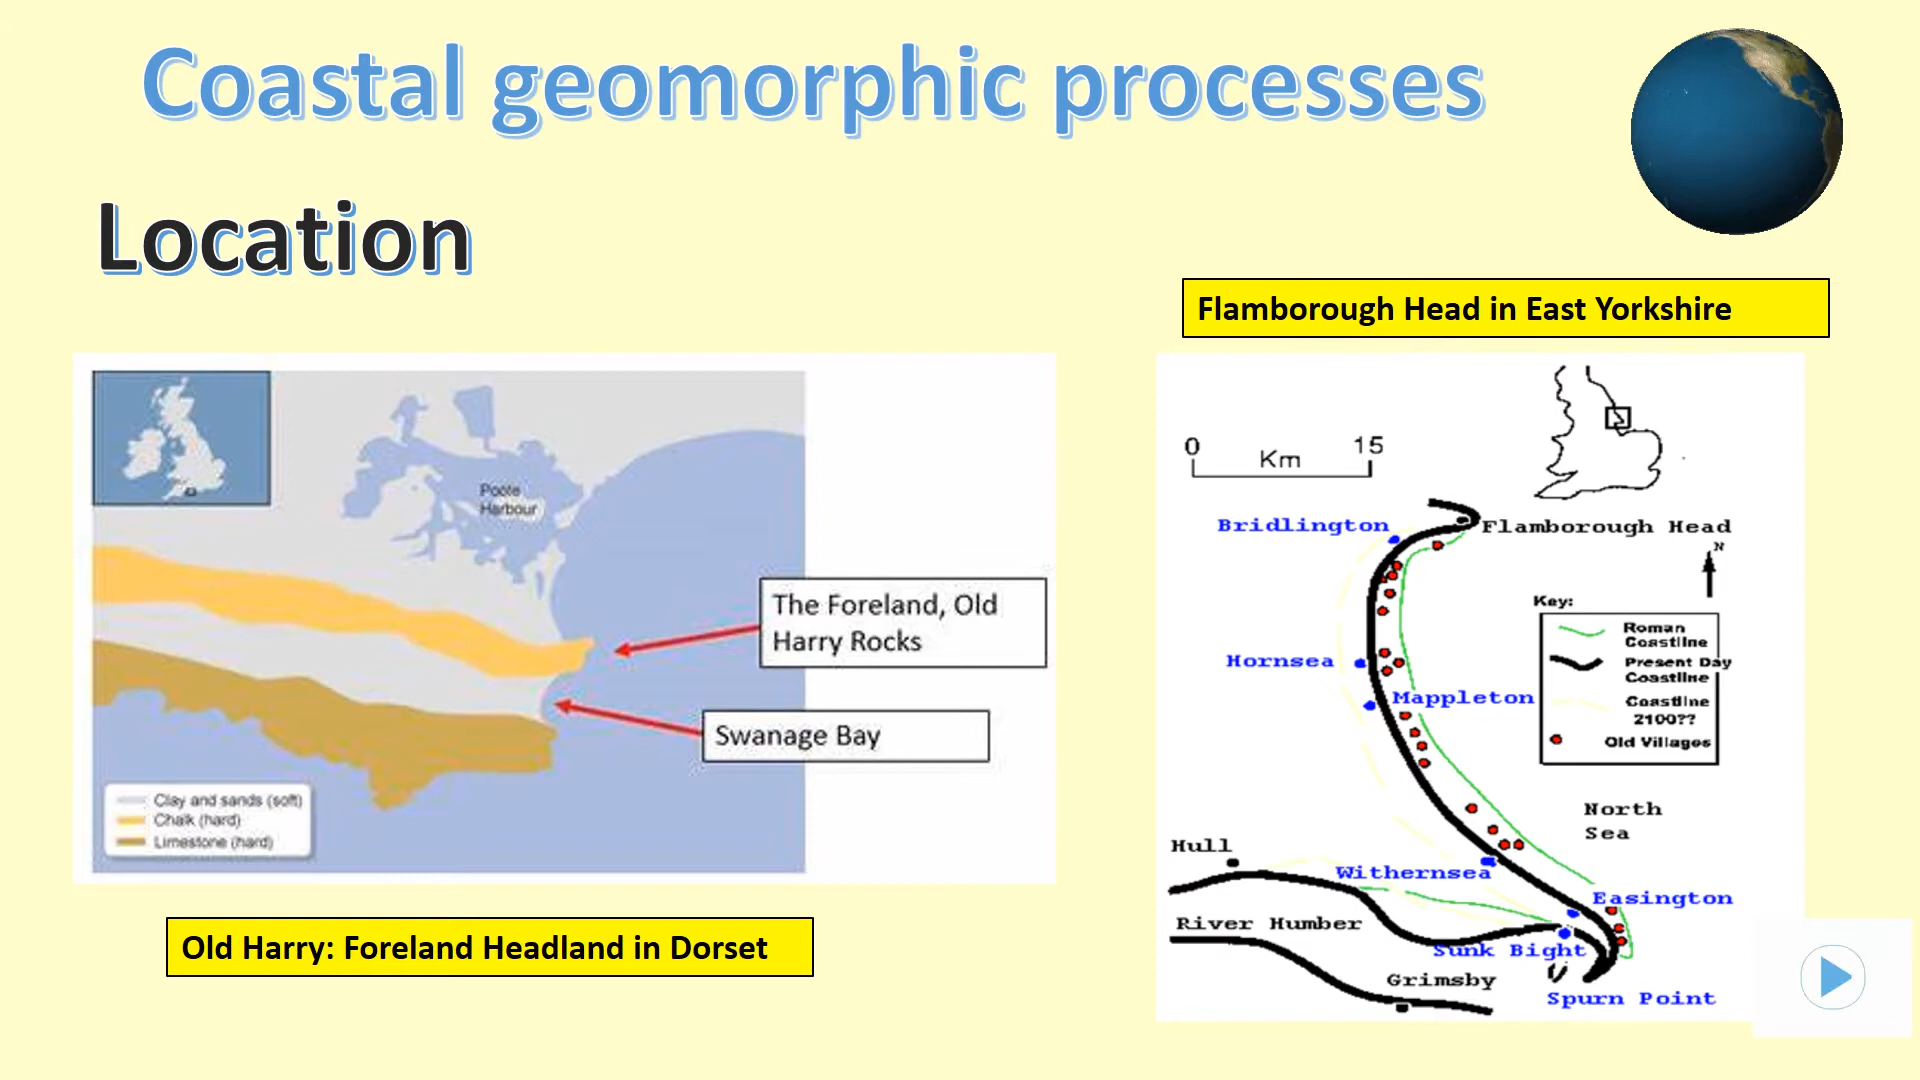 Coastal geomorphic processes
Location
Flamborough Head in East Yorkshire
Poole
Harbour
The Foreland, Old
Harry Rocks
Swanage Bay
Clay and sands (soft)
Chalk (hard)
Limestone (hard)
Old Harry: Foreland Headland in Dorset
0 15
Km
Bridlington
Flamborough Head
N
Key:
Roman
Coastline
Present Day
Coastline
Coastline
2100??
Old Villages
Hornsea
Mappleton
North
Sea
Hull
Withernsea
Easington
River Humber
Sunk Bight
Grimsby
Spurn Point